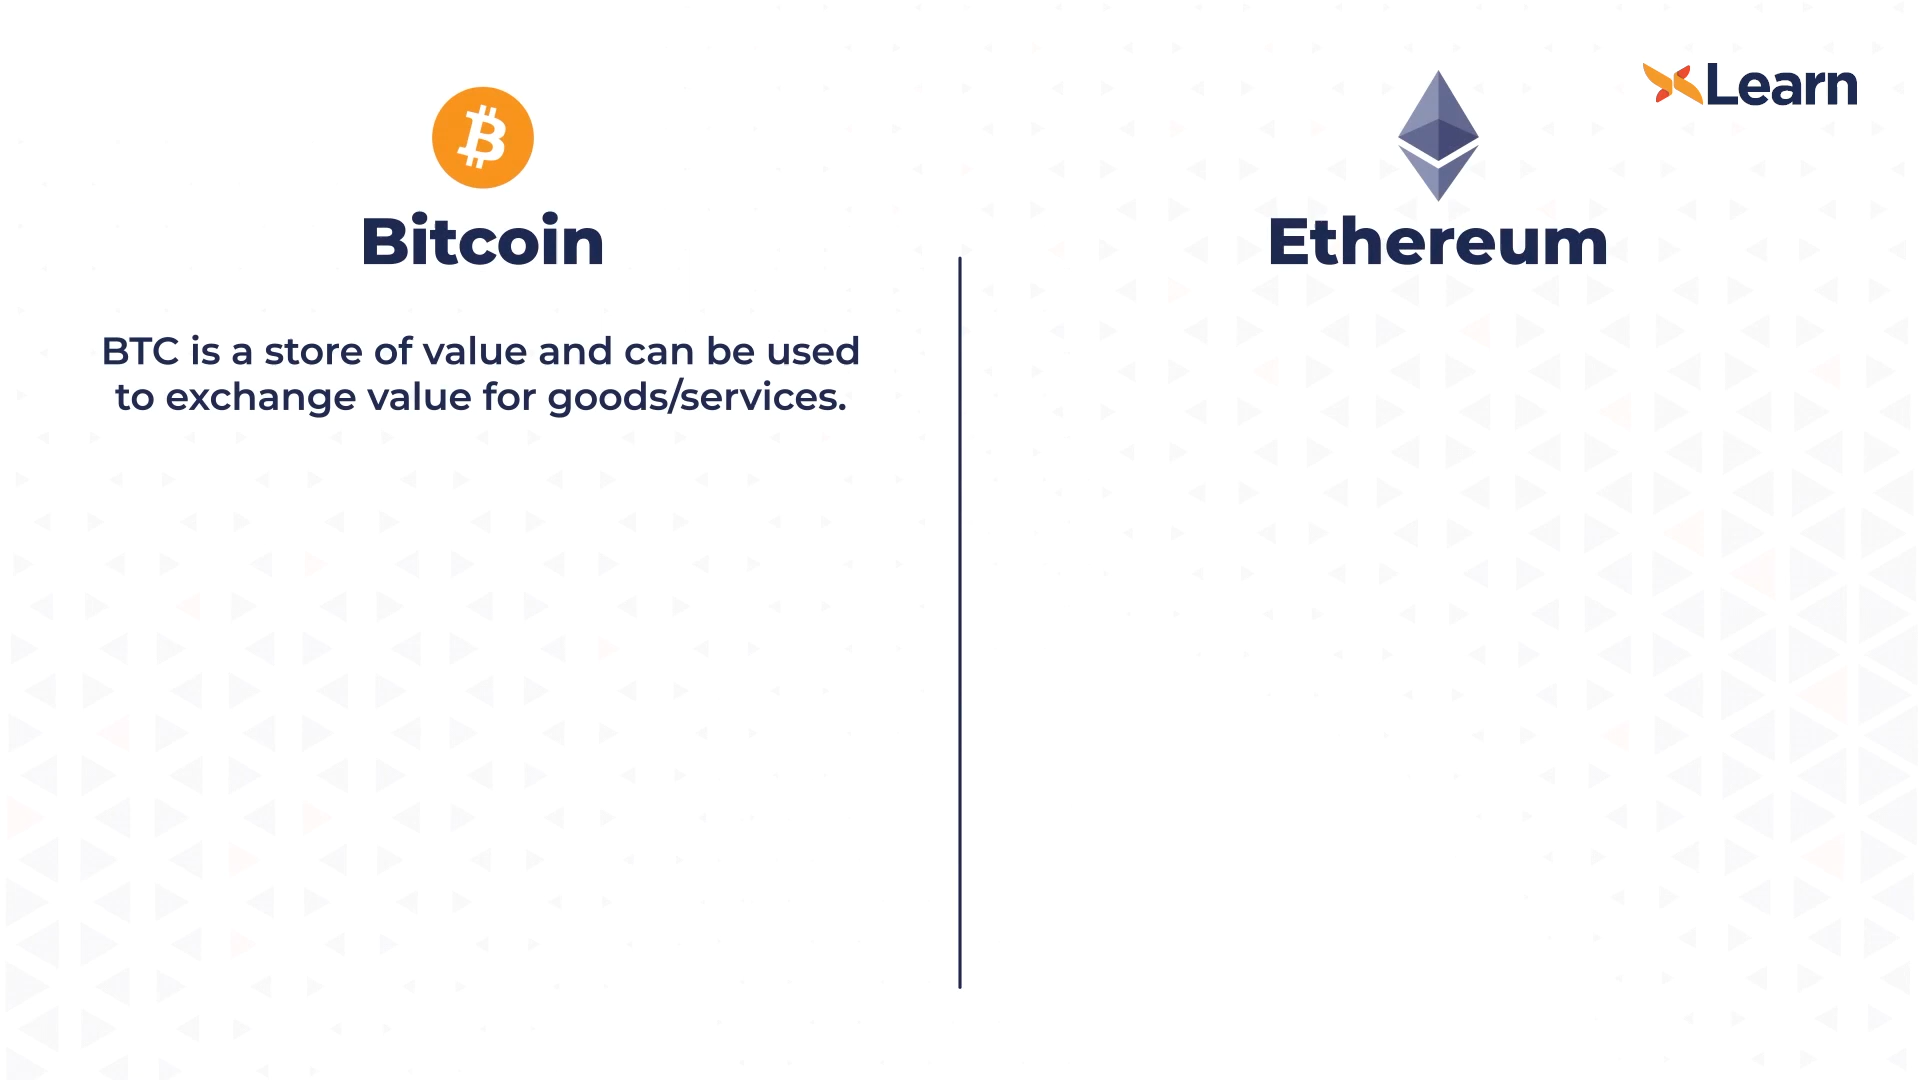 Learn
Bitcoin
Ethereum
BTC is a store of value and can be used
to exchange value for goods/services.